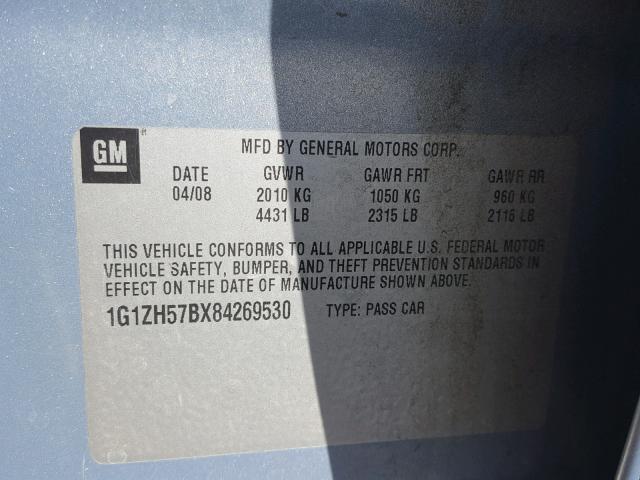 GM MFD BY GENERAL MOTORS CORP.
DATE GVWR GAWR FRT GAWR RR
04/08 2010 KG 1050 KG 960 KG
4431 LB 2315 LB 2116 LB
THIS VEHICLE CONFORMS TO ALL APPLICABLE U.S. FEDERAL MOTOR
VEHICLE SAFETY, BUMPER, AND THEFT PREVENTION STANDARDS IN
EFFECT ON THE DATE OF MANUFACTURE SHOWN ABOVE.
1G1ZH57BX84269530 TYPE: PASS CAR